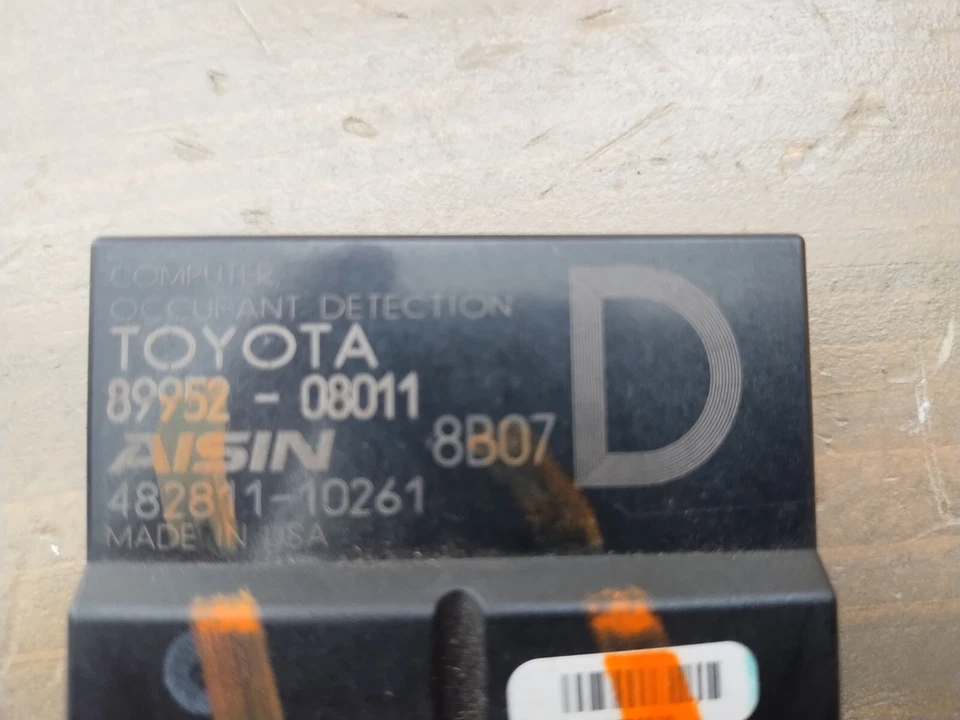 COMPUTER,
OCCUPANT DETECTION
TOYOTA
89952 - 08011
AISIN 8B07
482811-10261
MADE IN USA
D